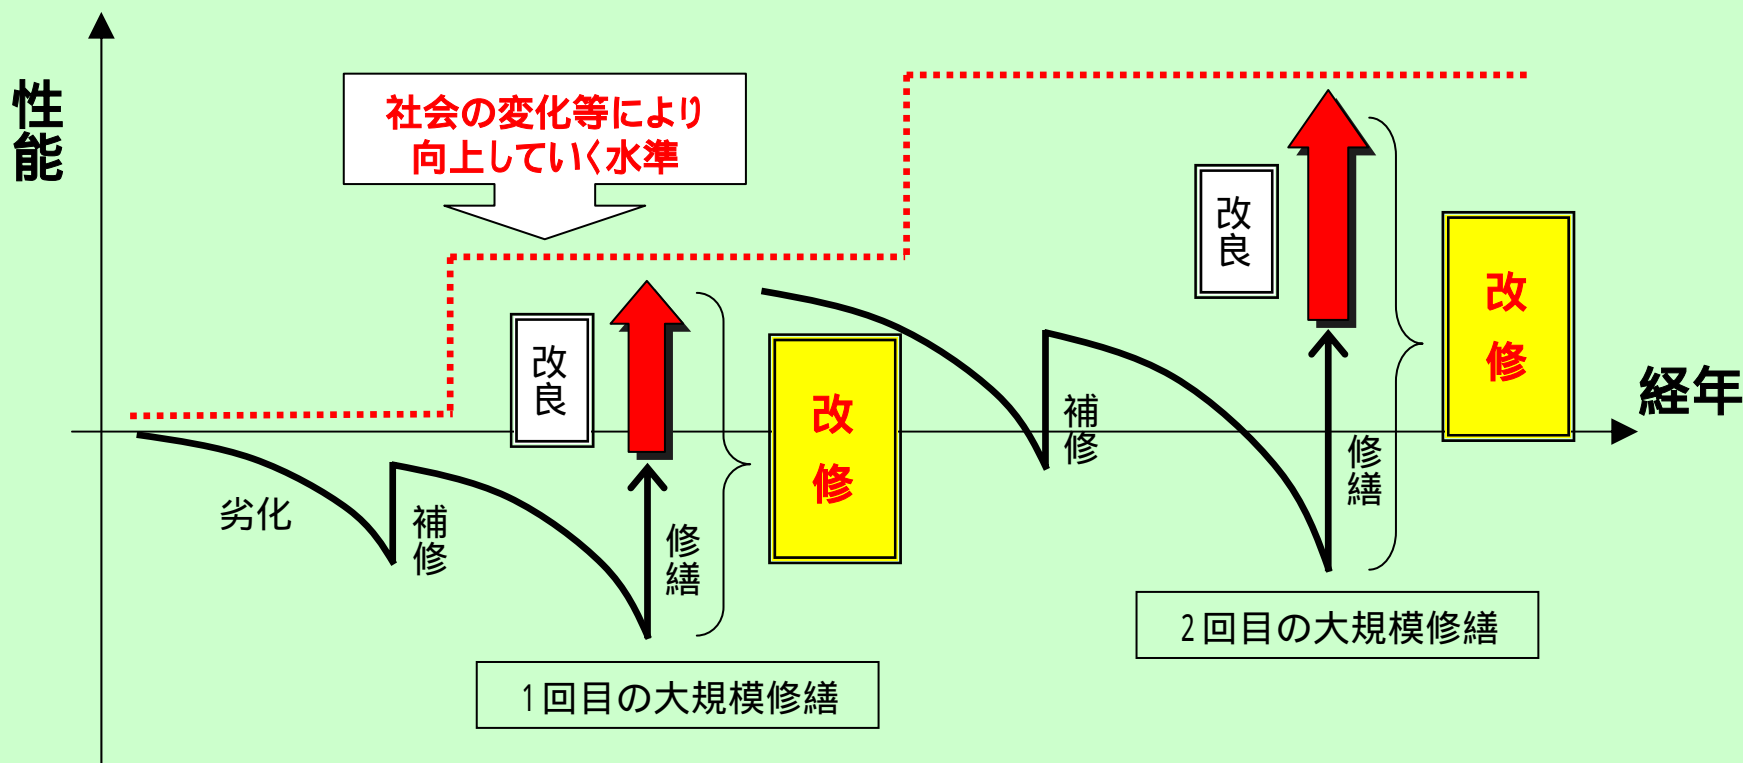 性能
社会の変化等により
向上していく水準
改良
改修
経年
劣化
補修
修繕
1回目の大規模修繕
改良
改修
補修
修繕
2回目の大規模修繕